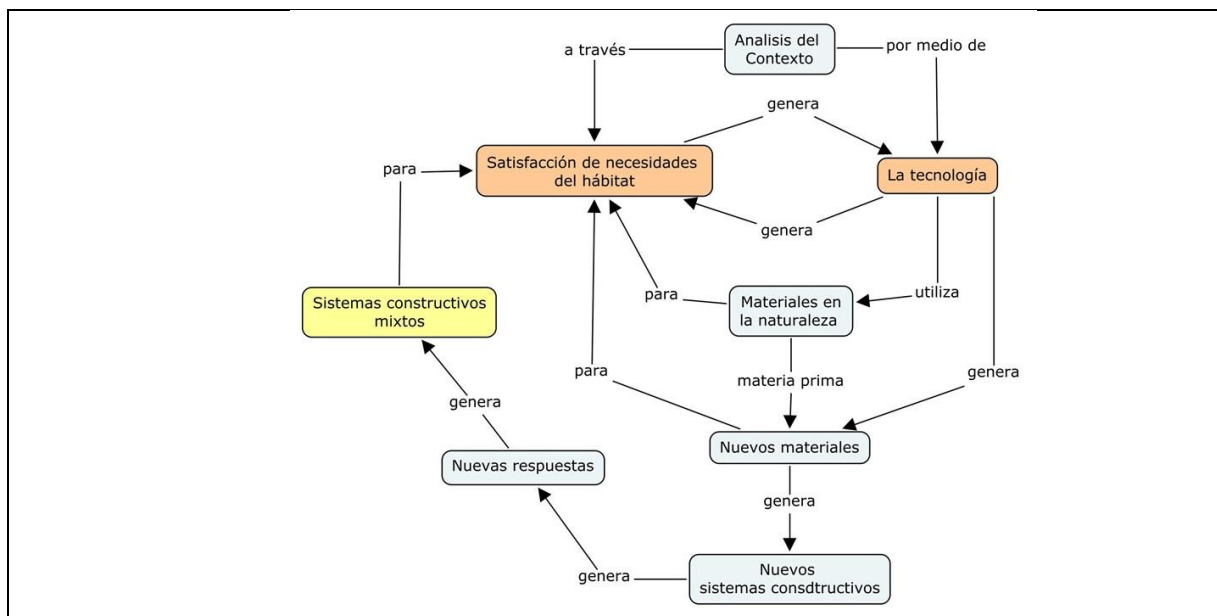 Analisis del
Contexto
a través
por medio de
genera
Satisfacción de necesidades
del hábitat
La tecnología
para
genera
Sistemas constructivos
mixtos
para
Materiales en
la naturaleza
utiliza
para
materia prima
genera
genera
Nuevos materiales
Nuevas respuestas
genera
genera
Nuevos
sistemas consdtructivos